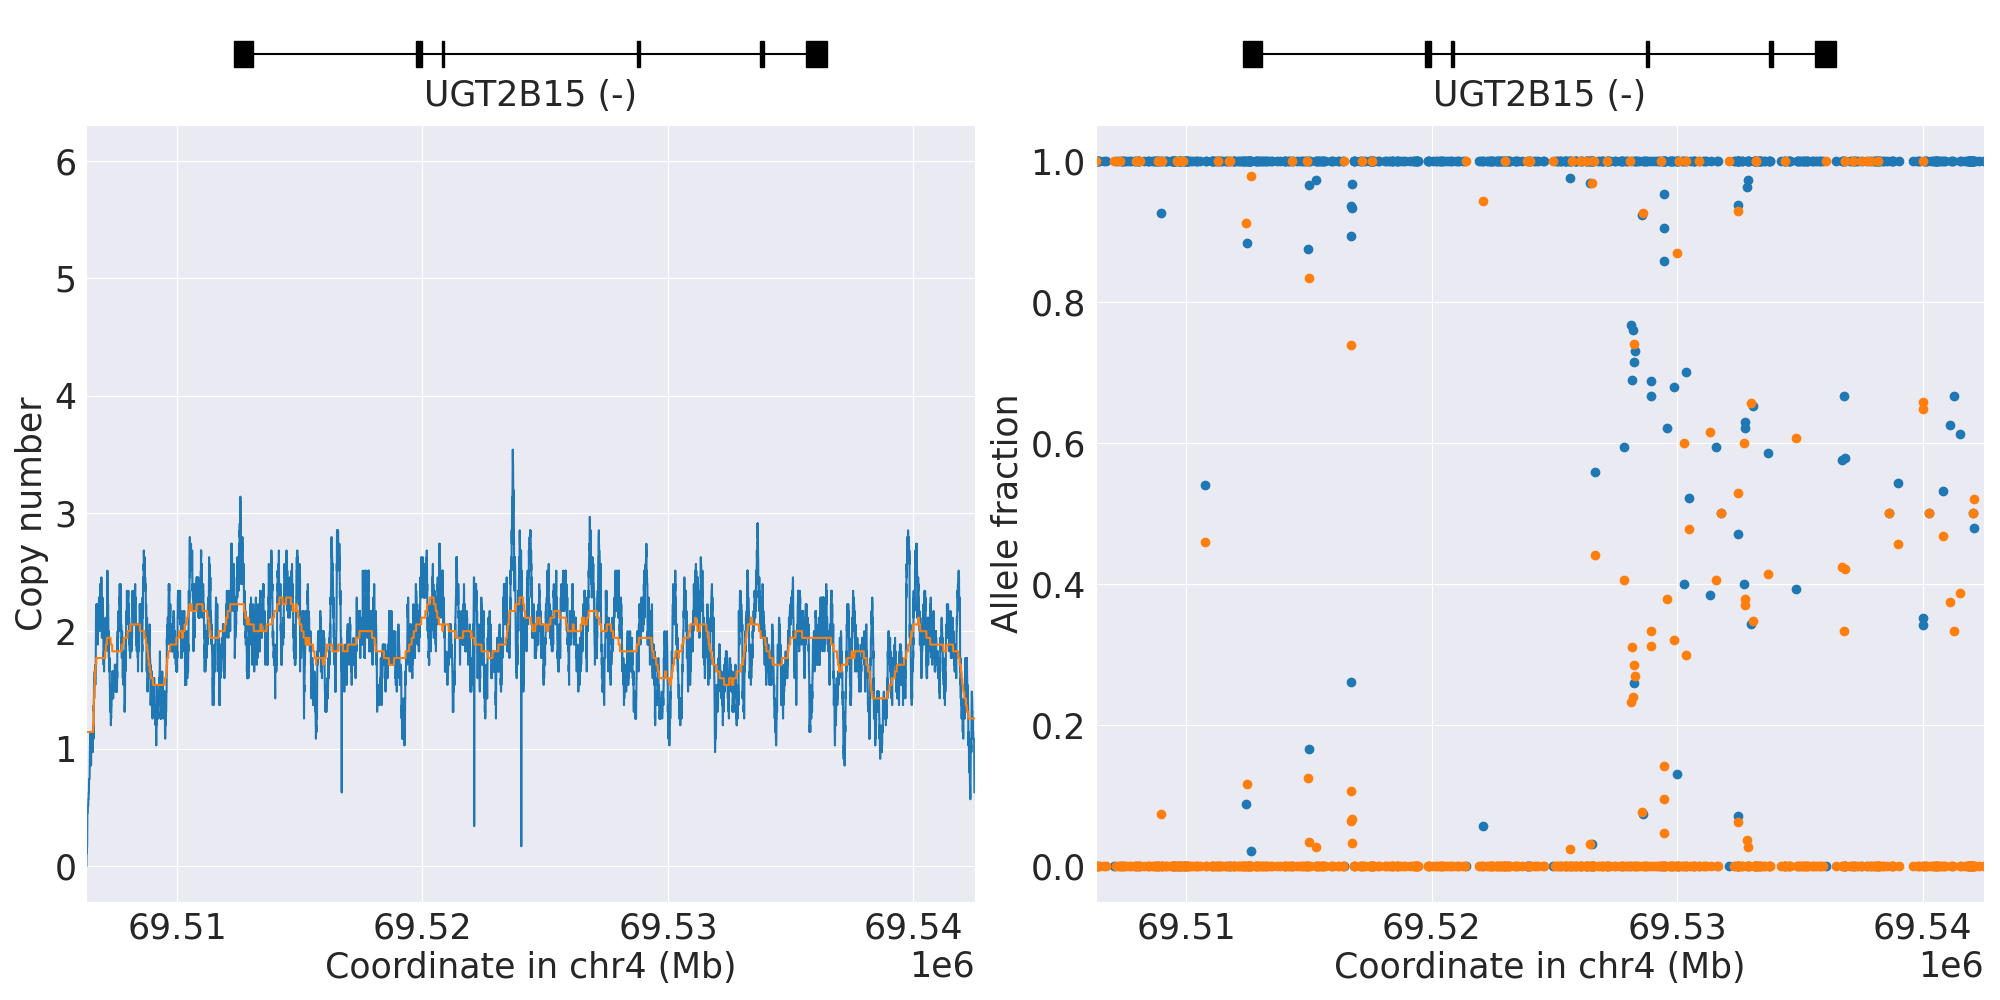 UGT2B15 (-)
6
5
4
3
2
1
0
Copy number
69.51 69.52 69.53 69.54
Coordinate in chr4 (Mb)
1e6
UGT2B15 (-)
1.0
0.8
0.6
0.4
0.2
0.0
Allele fraction
69.51 69.52 69.53 69.54
Coordinate in chr4 (Mb)
1e6